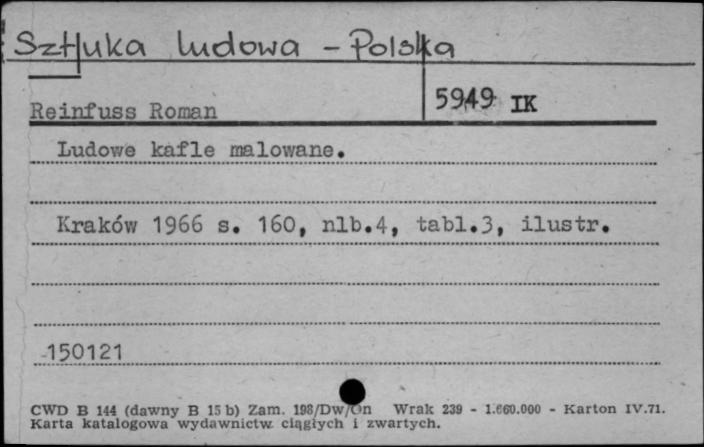 Sztuka ludowa - Polska
5949 IK
Reinfuss Roman
Ludowe kafle malowane.
Kraków 1966 s. 160, nlb.4, tabl.3, ilustr.
150121
CWD B 144 (dawny B 15 b) Zam. 198/Dw/On Wrak 239 - 1.660.000 - Karton IV.71.
Karta katalogowa wydawnictw ciągłych i zwartych.